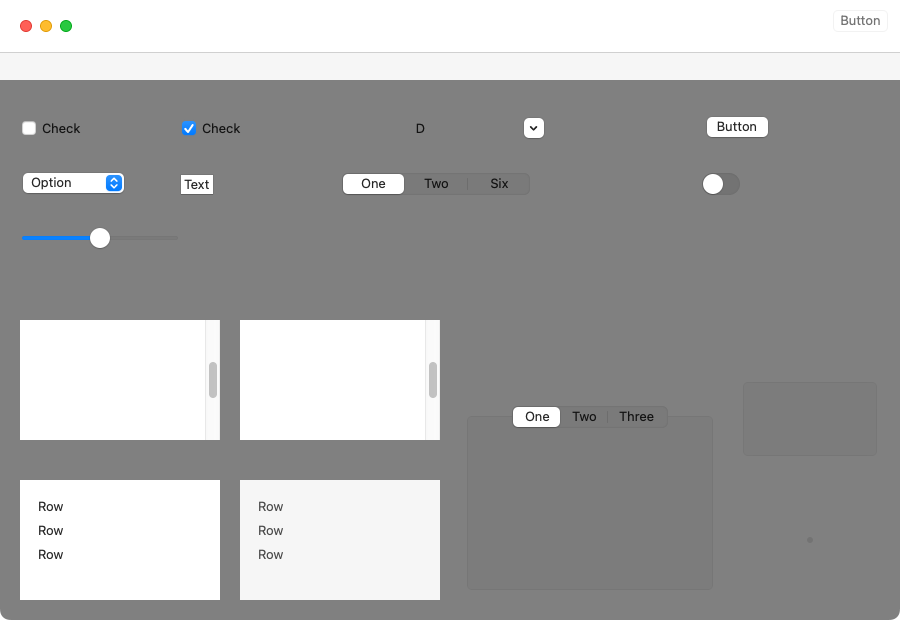 Button
Check
Check
D
Button
Option
Text
One
Two
Six
One
Two
Three
Row
Row
Row
Row
Row
Row